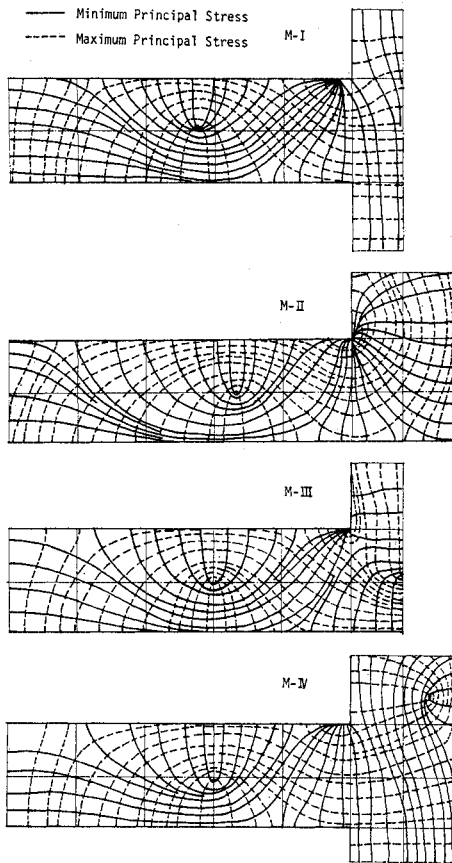 Minimum Principal Stress
Maximum Principal Stress
M-I
M-II
M-III
M-IV